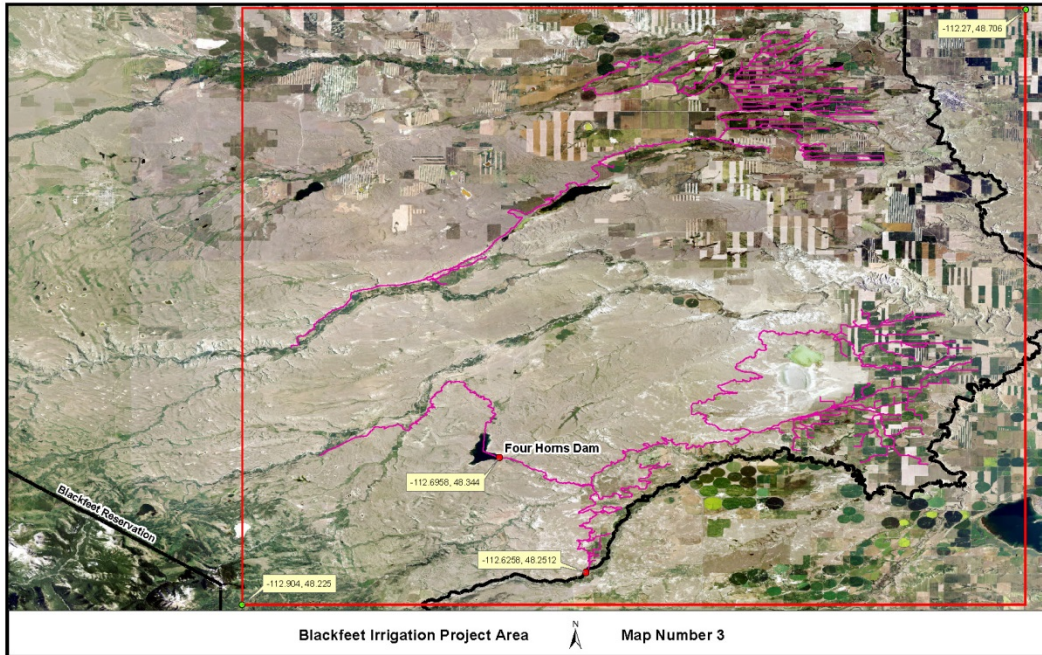 -112.27, 48.706
Four Horns Dam
-112.6958, 48.344
Blackfeet Reservation
-112.6258, 48.2512
-112.904, 48.225
Blackfeet Irrigation Project Area N Map Number 3